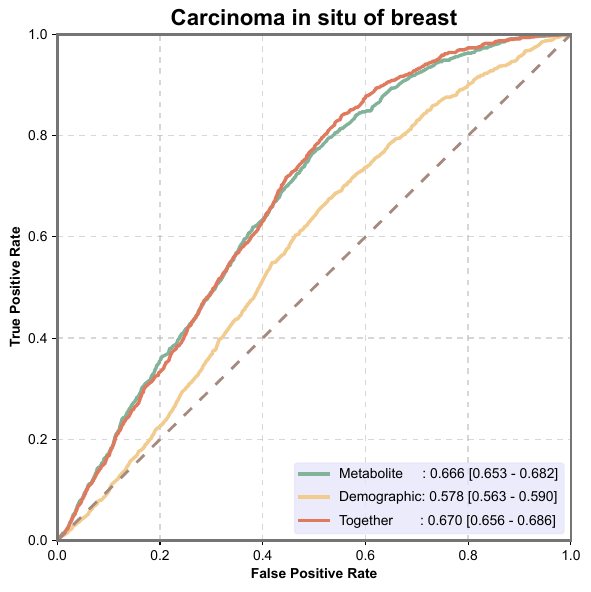 Carcinoma in situ of breast
True Positive Rate
1.0
0.8
0.6
0.4
0.2
0.0
Metabolite : 0.666 [0.653 - 0.682]
Demographic: 0.578 [0.563 - 0.590]
Together : 0.670 [0.656 - 0.686]
0.0 0.2 0.4 0.6 0.8 1.0
False Positive Rate